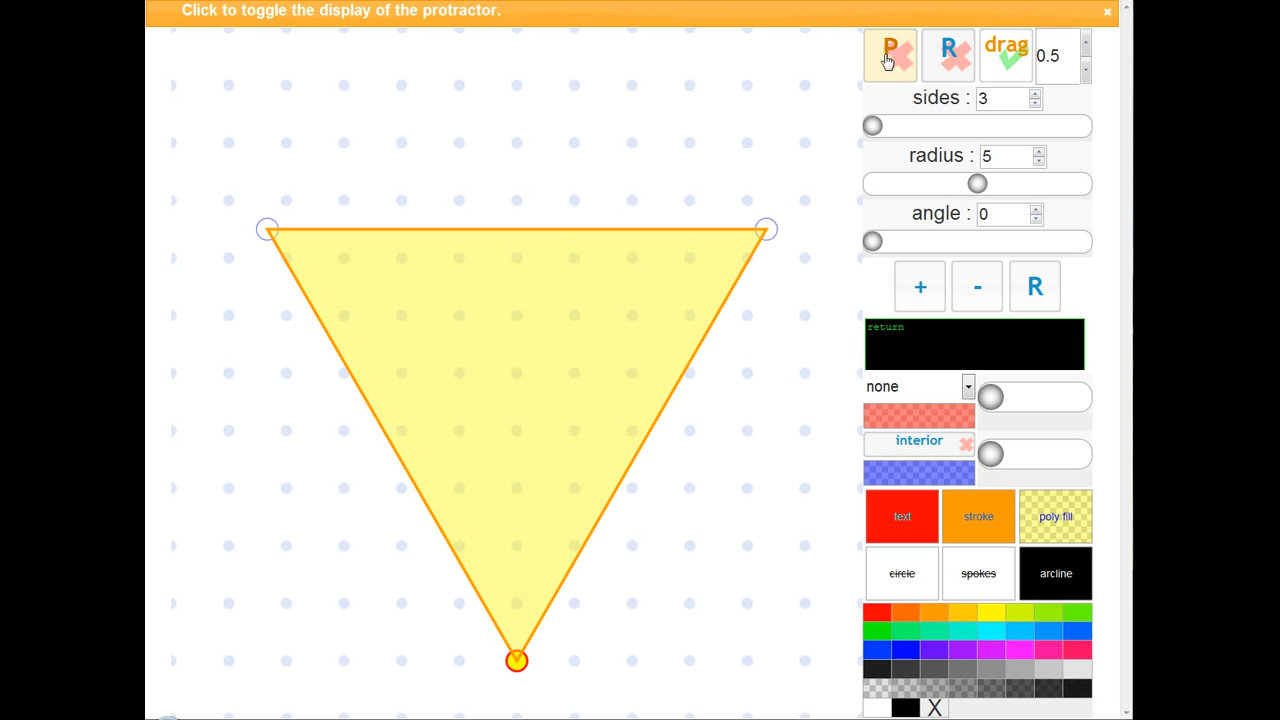 Click to toggle the display of the protractor.
×
P R drag 0.5
sides : 3
radius : 5
angle : 0
+ - R
return
none
interior
text stroke poly fill
circle spokes arcline
X